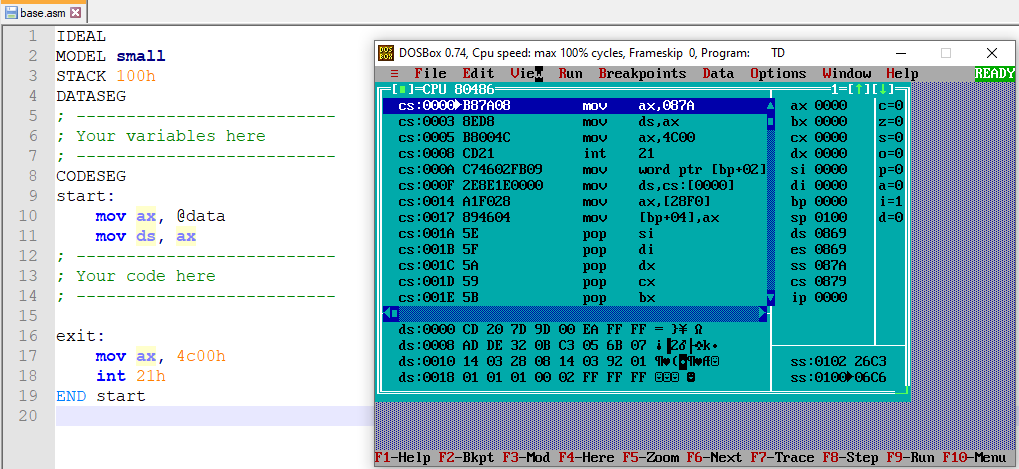 base.asm
1 IDEAL
2 MODEL small
3 STACK 100h
4 DATASEG
5 ; --------------------------
6 ; Your variables here
7 ; --------------------------
8 CODESEG
9 start:
10 mov ax, @data
11 mov ds, ax
12 ; --------------------------
13 ; Your code here
14 ; --------------------------
15
16 exit:
17 mov ax, 4c00h
18 int 21h
19 END start
20
DOSBox 0.74, Cpu speed: max 100% cycles, Frameskip 0, Program: TD
≡ File Edit View Run Breakpoints Data Options Window Help READY
[■]=CPU 80486 1=[↑][↓]
cs:0000►B87A08 mov ax,087A
cs:0003 8ED8 mov ds,ax
cs:0005 B8004C mov ax,4C00
cs:0008 CD21 int 21
cs:000A C74602FB09 mov word ptr [bp+02]
cs:000F 2E8E1E0000 mov ds,cs:[0000]
cs:0014 A1F028 mov ax,[28F0]
cs:0017 894604 mov [bp+04],ax
cs:001A 5E pop si
cs:001B 5F pop di
cs:001C 5A pop dx
cs:001D 59 pop cx
cs:001E 5B pop bx
ax 0000 c=0
bx 0000 z=0
cx 0000 s=0
dx 0000 o=0
si 0000 p=0
di 0000 a=0
bp 0000 i=1
sp 0100 d=0
ds 0869
es 0869
ss 087A
cs 0879
ip 0000
ds:0000 CD 20 7D 9D 00 EA FF FF = }¥ Ω
ds:0008 AD DE 32 0B C3 05 6B 07
ds:0010 14 03 28 08 14 03 92 01
ds:0018 01 01 01 00 02 FF FF FF
ss:0102 26C3
ss:0100►06C6
F1-Help F2-Bkpt F3-Mod F4-Here F5-Zoom F6-Next F7-Trace F8-Step F9-Run F10-Menu